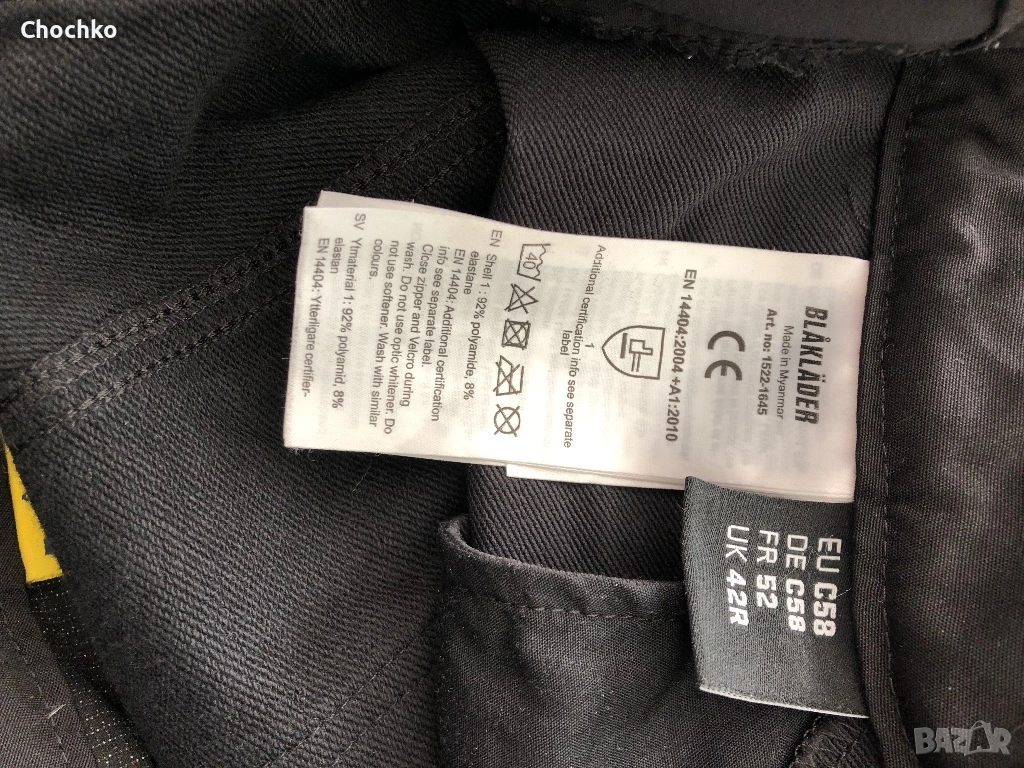 Chochko
BLÅKLÄDER
Made in Myanmar
Art. no: 1522-1645
CE
EN 14404:2004 +A1:2010
1
Additional certification info see separate
label
40
EN Shell 1 : 92% polyamide, 8%
elastane
EN 14404: Additional certification
info see separate label.
Close zipper and Velcro during
wash. Do not use optic whitener. Do
not use softener. Wash with similar
colours.
SV Ytmaterial 1: 92% polyamid, 8%
elastan
EN 14404: Ytterligare certifier-
EU C58
DE C58
FR 52
UK 42R
BAZAR